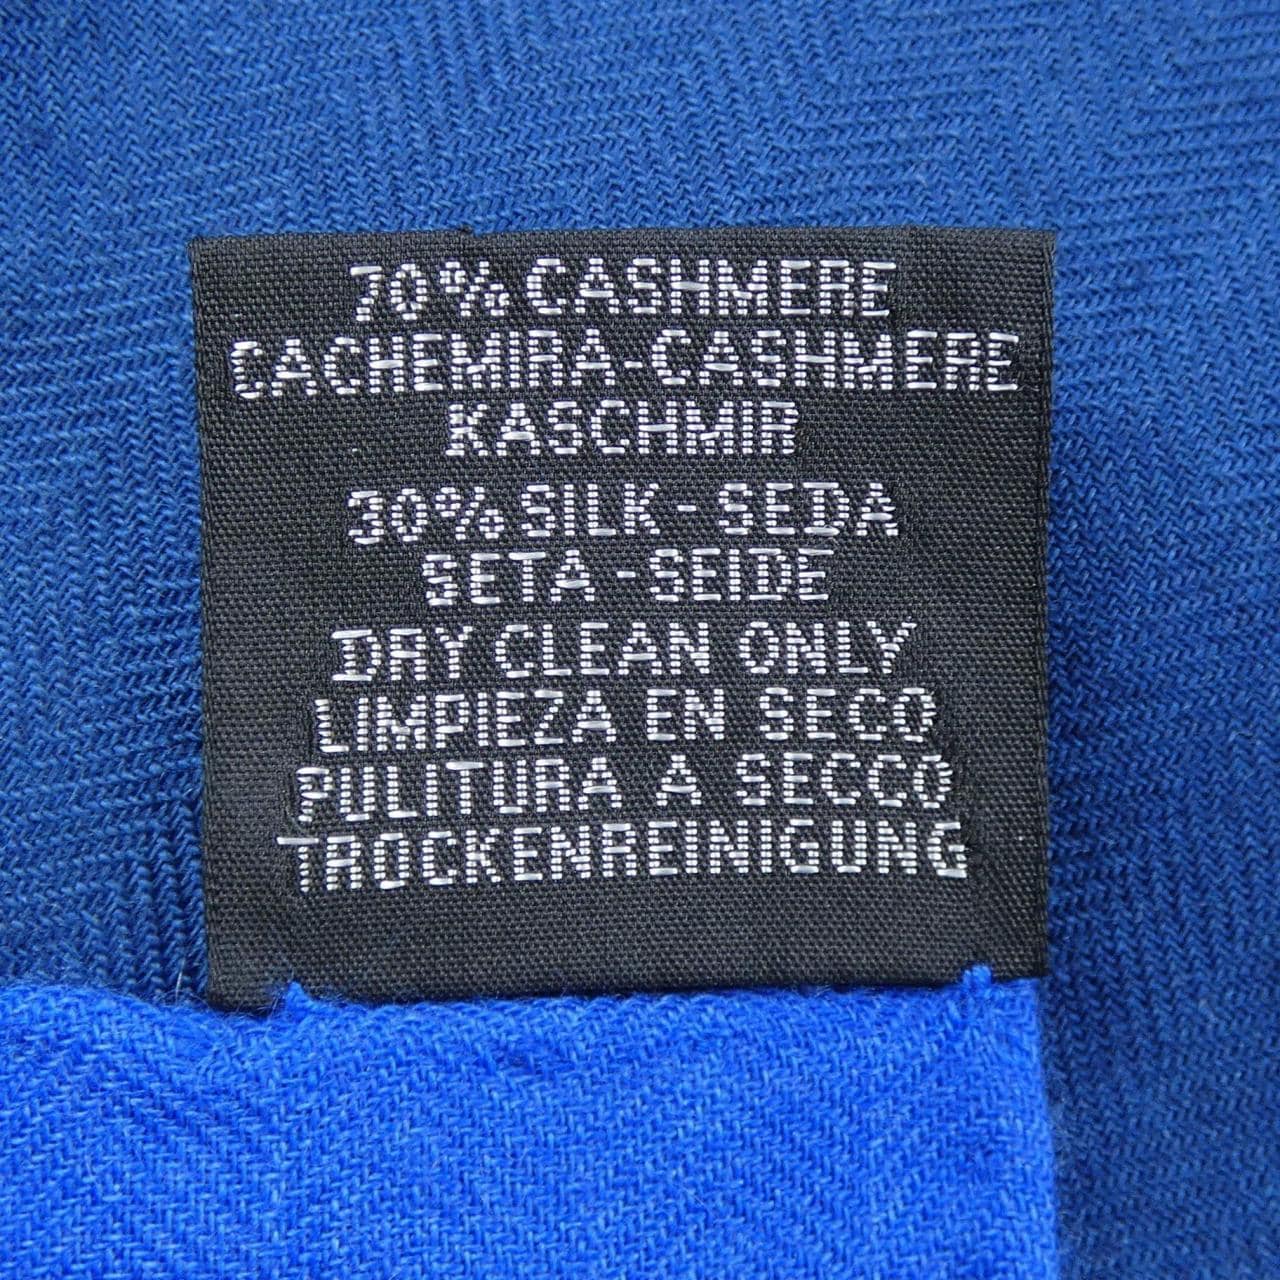 70% CASHMERE
CACHEMIRA-CASHMERE
KASCHMIR
30% SILK - SEDA
SETA - SEIDE
DRY CLEAN ONLY
LIMPIEZA EN SECO
PULITURA A SECCO
TROCKENREINIGUNG